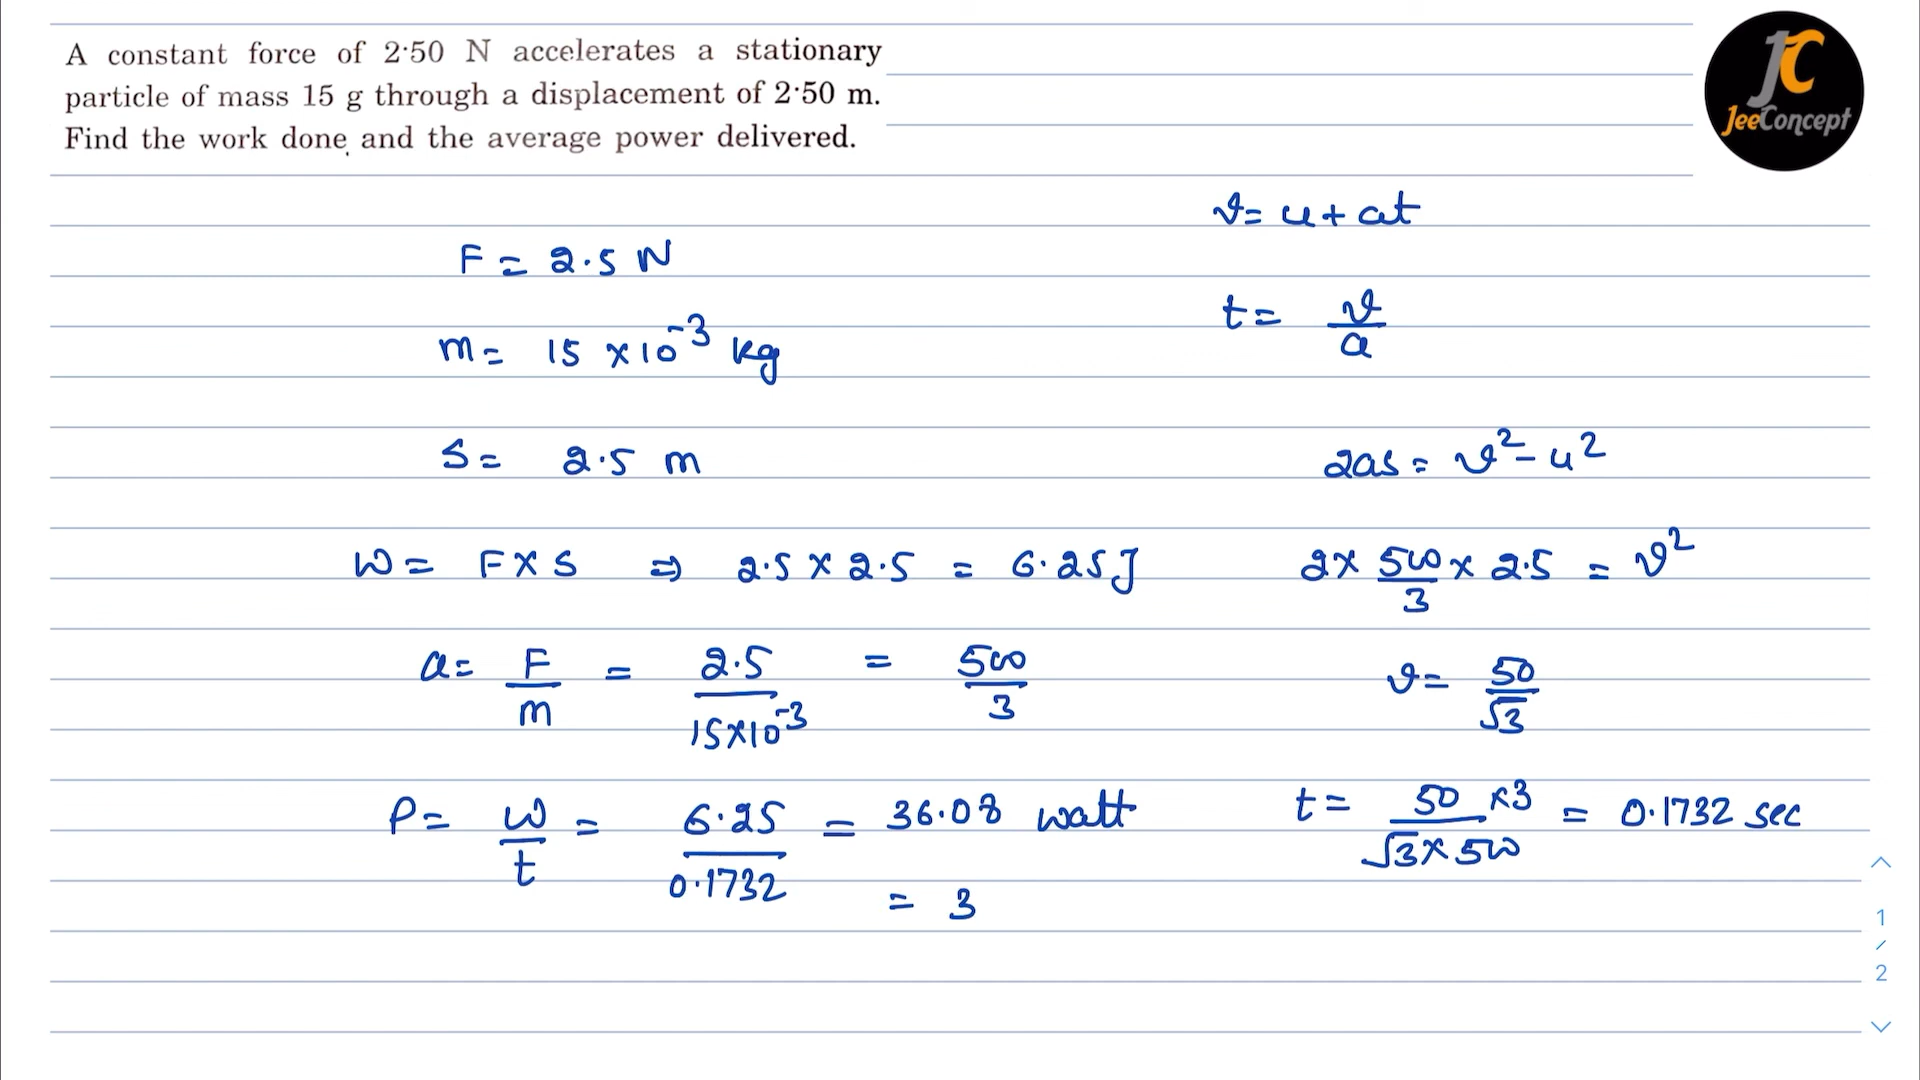 A constant force of 2·50 N accelerates a stationary
particle of mass 15 g through a displacement of 2·50 m.
Find the work done and the average power delivered.
JC
JeeConcept
F = 2.5 N
m = 15 × 10⁻³ kg
S = 2.5 m
W = F × S ⇒ 2.5 × 2.5 = 6.25 J
a = F/m = 2.5/(15×10⁻³) = 500/3
P = W/t = 6.25/0.1732 = 36.08 watt
= 3
v = u + at
t = v/a
2as = v² − u²
2 × 500/3 × 2.5 = v²
v = 50/√3
t = (50 × 3)/(√3 × 500) = 0.1732 sec
1
/
2